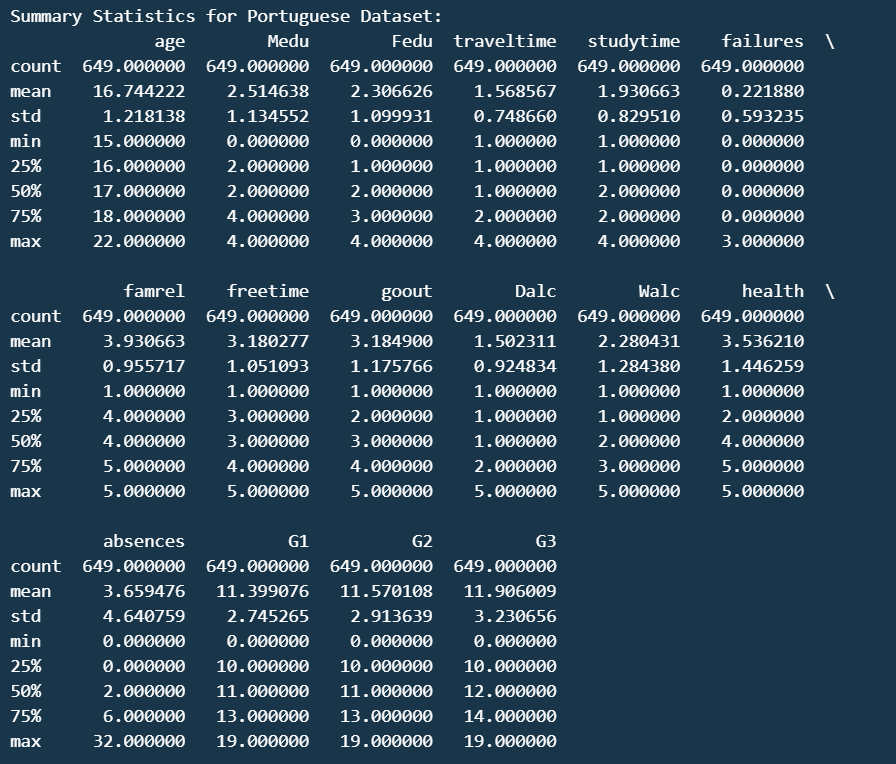 Summary Statistics for Portuguese Dataset:
              age        Medu        Fedu  traveltime   studytime    failures  \
count  649.000000  649.000000  649.000000  649.000000  649.000000  649.000000
mean    16.744222    2.514638    2.306626    1.568567    1.930663    0.221880
std      1.218138    1.134552    1.099931    0.748660    0.829510    0.593235
min     15.000000    0.000000    0.000000    1.000000    1.000000    0.000000
25%     16.000000    2.000000    1.000000    1.000000    1.000000    0.000000
50%     17.000000    2.000000    2.000000    1.000000    2.000000    0.000000
75%     18.000000    4.000000    3.000000    2.000000    2.000000    0.000000
max     22.000000    4.000000    4.000000    4.000000    4.000000    3.000000

           famrel    freetime       goout        Dalc        Walc      health  \
count  649.000000  649.000000  649.000000  649.000000  649.000000  649.000000
mean     3.930663    3.180277    3.184900    1.502311    2.280431    3.536210
std      0.955717    1.051093    1.175766    0.924834    1.284380    1.446259
min      1.000000    1.000000    1.000000    1.000000    1.000000    1.000000
25%      4.000000    3.000000    2.000000    1.000000    1.000000    2.000000
50%      4.000000    3.000000    3.000000    1.000000    2.000000    4.000000
75%      5.000000    4.000000    4.000000    2.000000    3.000000    5.000000
max      5.000000    5.000000    5.000000    5.000000    5.000000    5.000000

         absences          G1          G2          G3
count  649.000000  649.000000  649.000000  649.000000
mean     3.659476   11.399076   11.570108   11.906009
std      4.640759    2.745265    2.913639    3.230656
min      0.000000    0.000000    0.000000    0.000000
25%      0.000000   10.000000   10.000000   10.000000
50%      2.000000   11.000000   11.000000   12.000000
75%      6.000000   13.000000   13.000000   14.000000
max     32.000000   19.000000   19.000000   19.000000